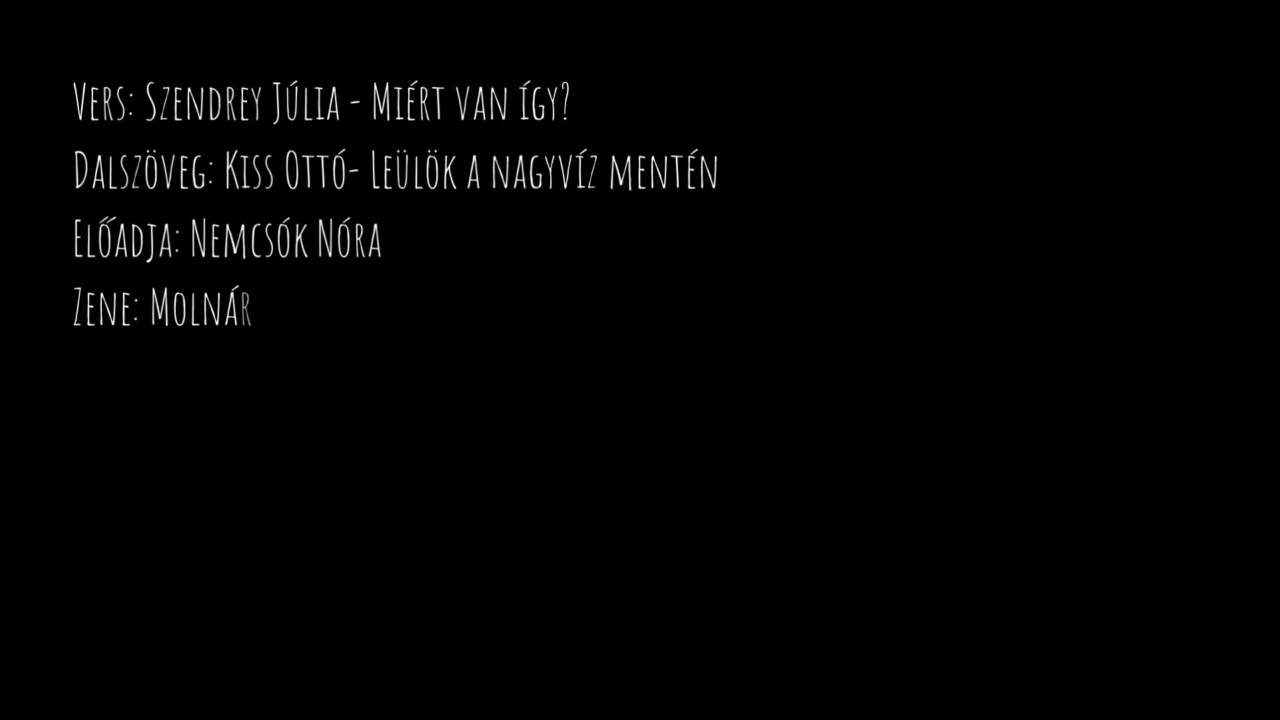 Vers: Szendrey Júlia - Miért van így?
Dalszöveg: Kiss Ottó- Leülök a nagyvíz mentén
Előadja: Nemcsók Nóra
Zene: Molnár